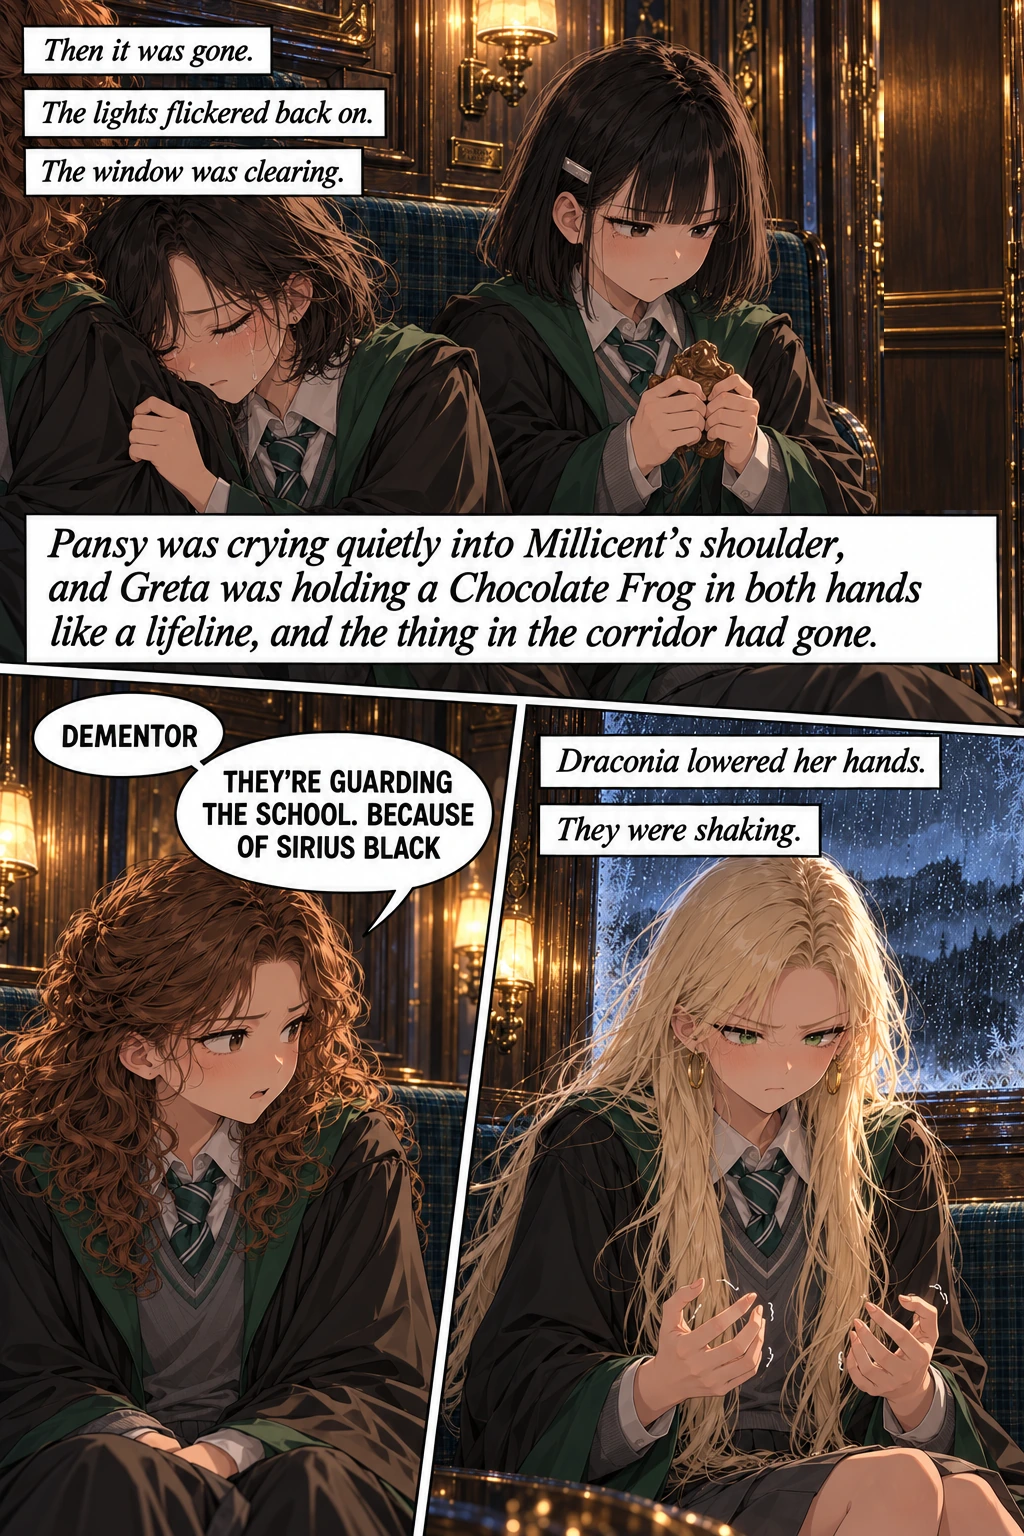 Then it was gone.
The lights flickered back on.
The window was clearing.
Pansy was crying quietly into Millicent's shoulder,
and Greta was holding a Chocolate Frog in both hands
like a lifeline, and the thing in the corridor had gone.
DEMENTOR
THEY'RE GUARDING
THE SCHOOL. BECAUSE
OF SIRIUS BLACK
Draconia lowered her hands.
They were shaking.